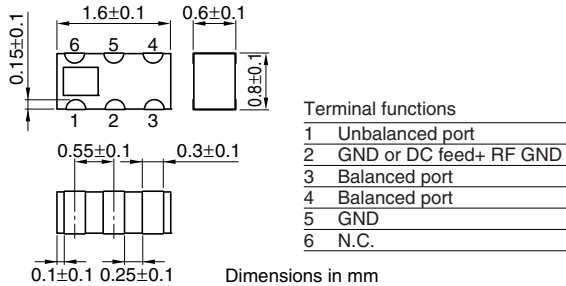 1.6±0.1
0.6±0.1
0.15±0.1
6 5 4
0.8±0.1
1 2 3
0.55±0.1
0.3±0.1
0.1±0.1 0.25±0.1
Dimensions in mm
Terminal functions
1 Unbalanced port
2 GND or DC feed+ RF GND
3 Balanced port
4 Balanced port
5 GND
6 N.C.